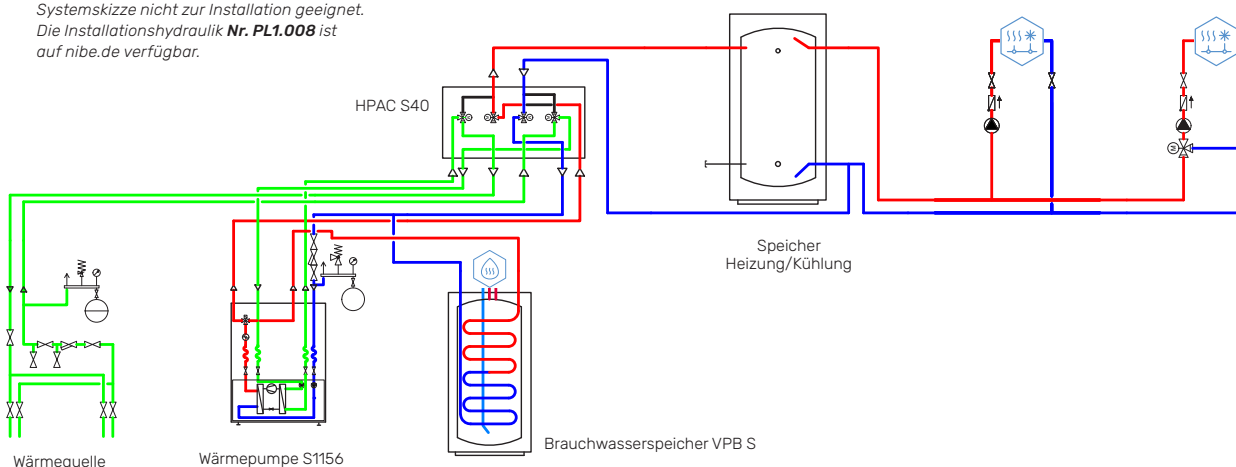 Systemskizze nicht zur Installation geeignet.
Die Installationshydraulik Nr. PL1.008 ist
auf nibe.de verfügbar.
HPAC S40
M
Speicher
Heizung/Kühlung
Brauchwasserspeicher VPB S
Wärmepumpe S1156
Wärmequelle